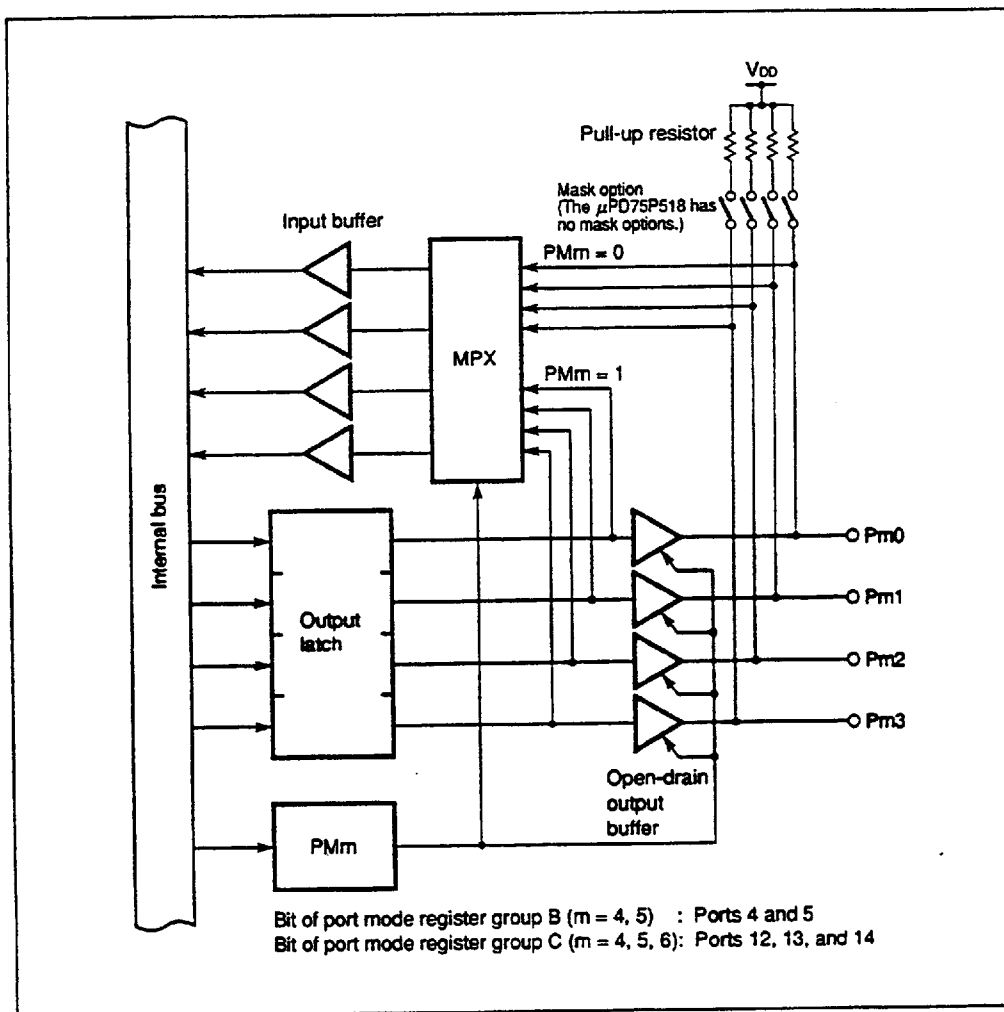 VDD
Pull-up resistor
Mask option
(The μPD75P518 has
no mask options.)
Input buffer
PMm = 0
MPX
PMm = 1
Internal bus
Output
latch
Pm0
Pm1
Pm2
Pm3
Open-drain
output
buffer
PMm
Bit of port mode register group B (m = 4, 5) : Ports 4 and 5
Bit of port mode register group C (m = 4, 5, 6): Ports 12, 13, and 14